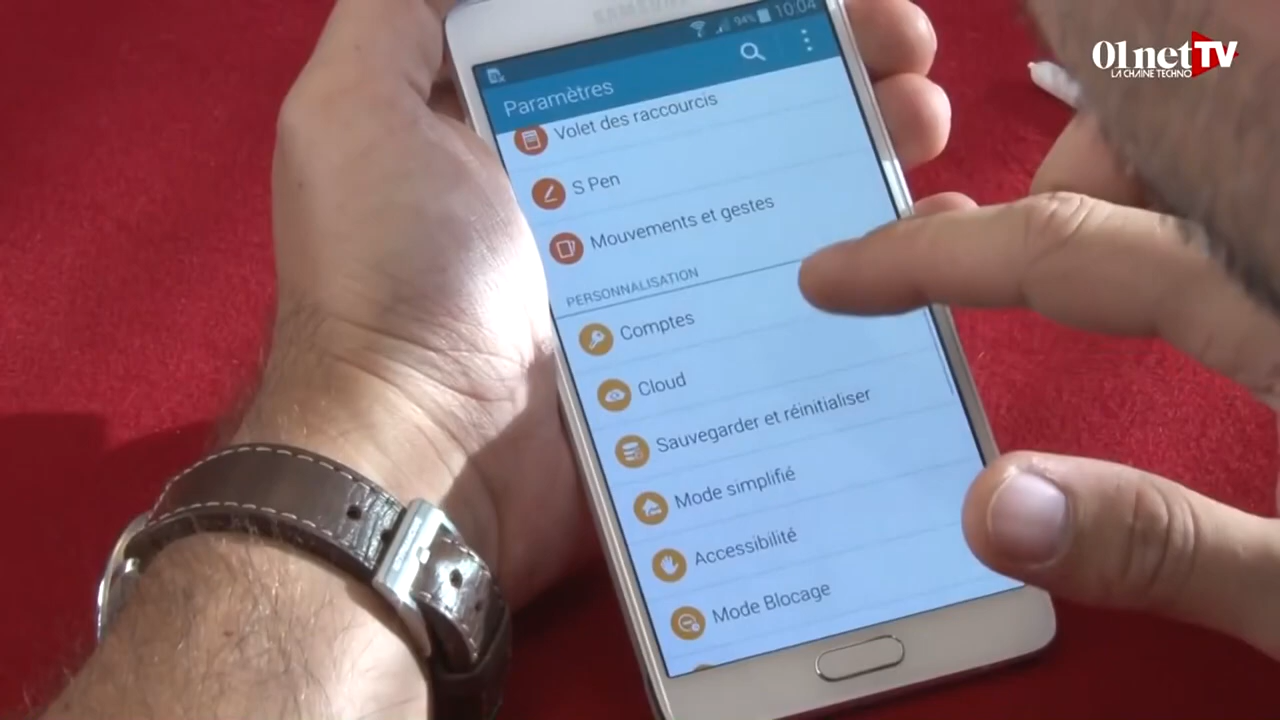 SAMSUNG
94% 10:04
Paramètres
Volet des raccourcis
S Pen
Mouvements et gestes
PERSONNALISATION
Comptes
Cloud
Sauvegarder et réinitialiser
Mode simplifié
Accessibilité
Mode Blocage
01netTV
LA CHAINE TECHNO